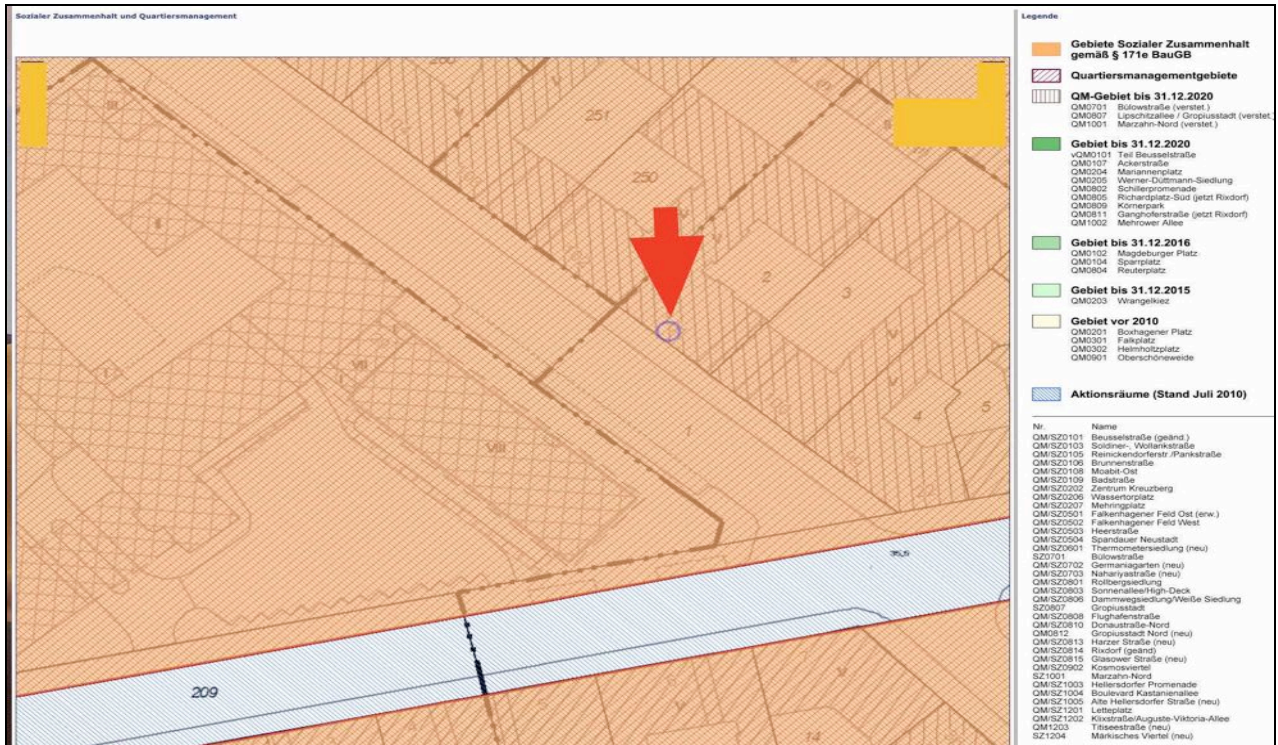 Sozialer Zusammenhalt und Quartiersmanagement
251
250
III
II
I
VII
I
VIII
V
V
V
V
2
3
1
4
5
22
35,5
209
V
14
Legende
Gebiete Sozialer Zusammenhalt
gemäß § 171e BauGB
Quartiersmanagementgebiete
QM-Gebiet bis 31.12.2020
QM0701 Bülowstraße (verstet.)
QM0807 Lipschitzallee / Gropiusstadt (verstet.)
QM1001 Marzahn-Nord (verstet.)
Gebiet bis 31.12.2020
vQM0101 Teil Beusselstraße
QM0107 Ackerstraße
QM0204 Mariannenplatz
QM0205 Werner-Düttmann-Siedlung
QM0802 Schillerpromenade
QM0805 Richardplatz-Süd (jetzt Rixdorf)
QM0809 Körnerpark
QM0811 Ganghoferstraße (jetzt Rixdorf)
QM1002 Mehrower Allee
Gebiet bis 31.12.2016
QM0102 Magdeburger Platz
QM0104 Sparrplatz
QM0804 Reuterplatz
Gebiet bis 31.12.2015
QM0203 Wrangelkiez
Gebiet vor 2010
QM0201 Boxhagener Platz
QM0301 Falkplatz
QM0302 Helmholtzplatz
QM0901 Oberschöneweide
Aktionsräume (Stand Juli 2010)
Nr. Name
QM/SZ0101 Beusselstraße (geänd.)
QM/SZ0103 Soldiner-, Wollankstraße
QM/SZ0105 Reinickendorferstr./Pankstraße
QM/SZ0106 Brunnenstraße
QM/SZ0108 Moabit-Ost
QM/SZ0109 Badstraße
QM/SZ0202 Zentrum Kreuzberg
QM/SZ0206 Wassertorplatz
QM/SZ0207 Mehringplatz
QM/SZ0501 Falkenhagener Feld Ost (erw.)
QM/SZ0502 Falkenhagener Feld West
QM/SZ0503 Heerstraße
QM/SZ0504 Spandauer Neustadt
QM/SZ0601 Thermometersiedlung (neu)
SZ0701 Bülowstraße
QM/SZ0702 Germaniagarten (neu)
QM/SZ0703 Nahariyastraße (neu)
QM/SZ0801 Rollbergsiedlung
QM/SZ0803 Sonnenallee/High-Deck
QM/SZ0806 Dammwegsiedlung/Weiße Siedlung
SZ0807 Gropiusstadt
QM/SZ0808 Flughafenstraße
QM/SZ0810 Donaustraße-Nord
QM0812 Gropiusstadt Nord (neu)
QM/SZ0813 Harzer Straße (neu)
QM/SZ0814 Rixdorf (geänd)
QM/SZ0815 Glasower Straße (neu)
QM/SZ0902 Kosmosviertel
SZ1001 Marzahn-Nord
QM/SZ1003 Hellersdorfer Promenade
QM/SZ1004 Boulevard Kastanienallee
QM/SZ1005 Alte Hellersdorfer Straße (neu)
QM/SZ1201 Letteplatz
QM/SZ1202 Klixstraße/Auguste-Viktoria-Allee
QM1203 Titiseestraße (neu)
SZ1204 Märkisches Viertel (neu)